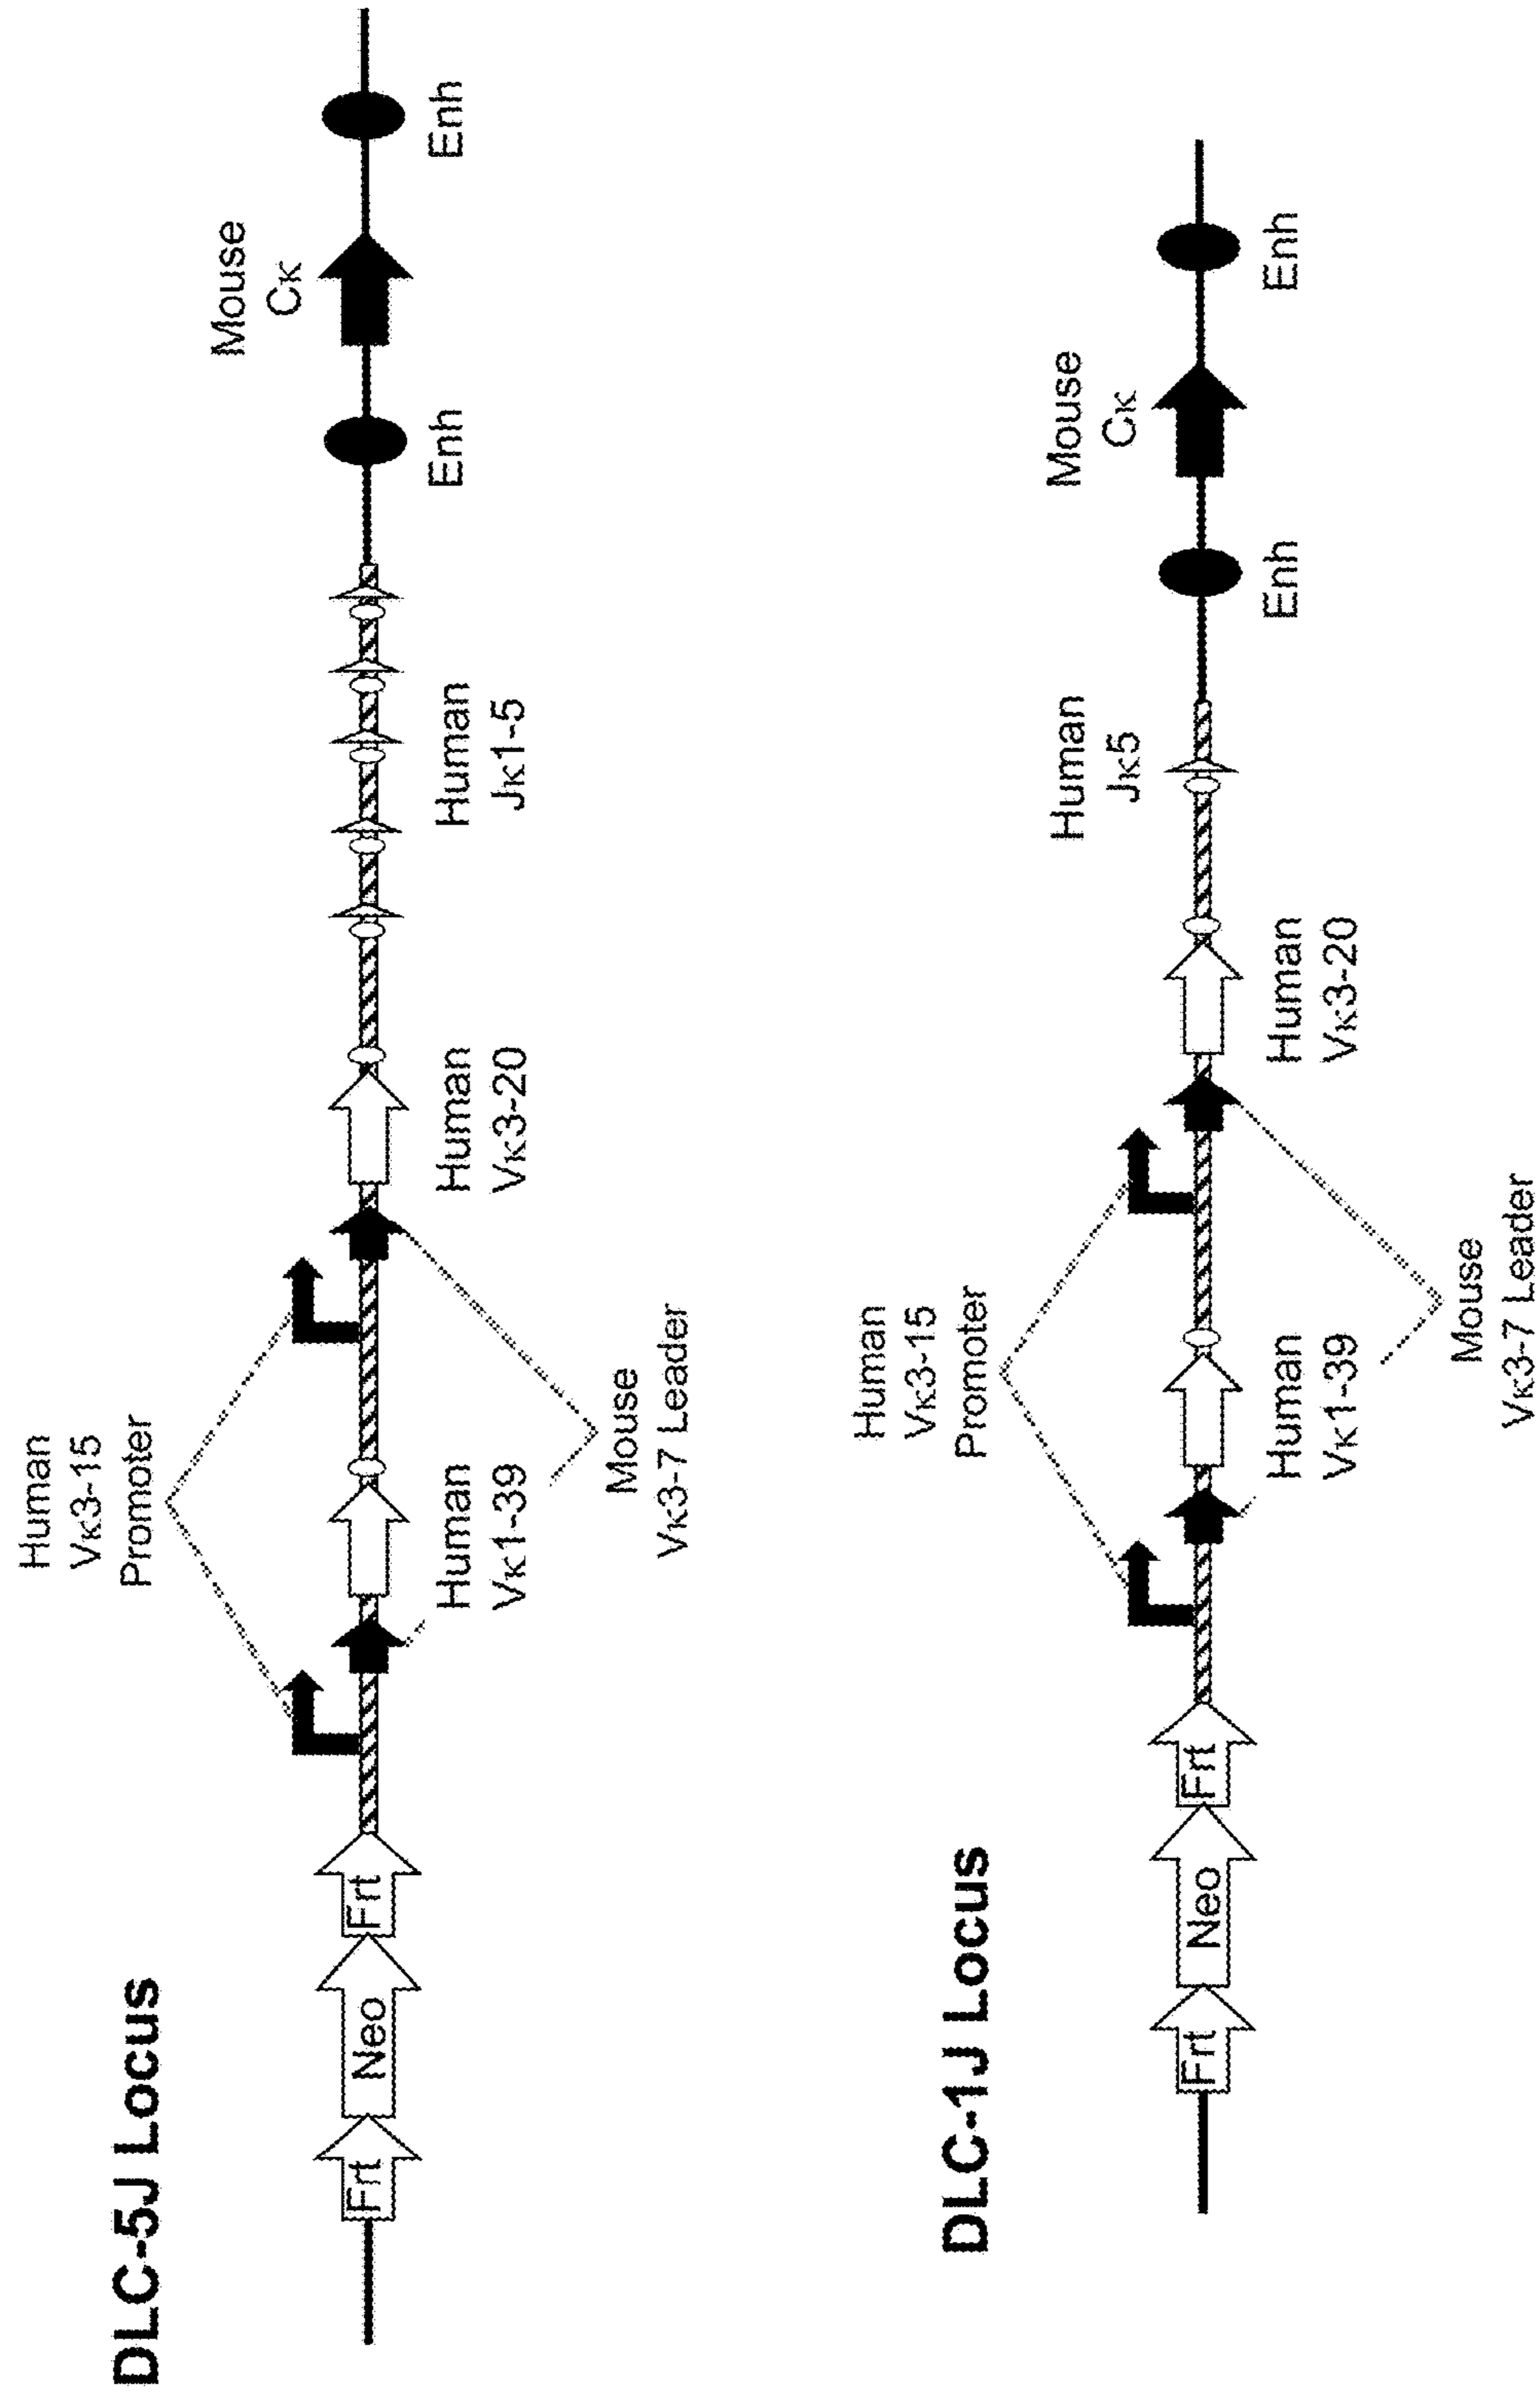 DLC-5J Locus
Frt
Neo
Frt
Human
Vκ3-15
Promoter
Human
Vκ1-39
Mouse
Vκ3-7 Leader
Human
Vκ3-20
Human
Jκ1-5
Enh
Mouse
Cκ
Enh
DLC-1J Locus
Frt
Neo
Frt
Human
Vκ3-15
Promoter
Human
Vκ1-39
Mouse
Vκ3-7 Leader
Human
Vκ3-20
Human
Jκ5
Enh
Mouse
Cκ
Enh